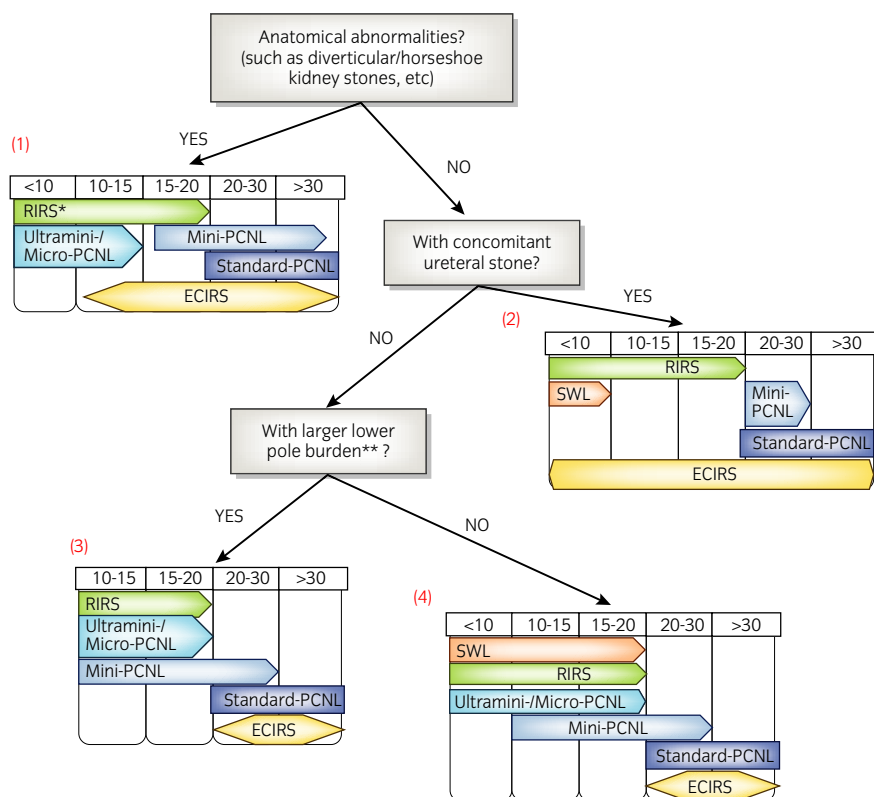 Anatomical abnormalities?
(such as diverticular/horseshoe
kidney stones, etc)
YES
NO
(1)
<10 10-15 15-20 20-30 >30
RIRS*
Ultramini-/
Micro-PCNL
Mini-PCNL
Standard-PCNL
ECIRS
With concomitant
ureteral stone?
YES
NO
(2)
<10 10-15 15-20 20-30 >30
RIRS
SWL
Mini-
PCNL
Standard-PCNL
ECIRS
With larger lower
pole burden** ?
YES
NO
(3)
10-15 15-20 20-30 >30
RIRS
Ultramini-/
Micro-PCNL
Mini-PCNL
Standard-PCNL
ECIRS
(4)
<10 10-15 15-20 20-30 >30
SWL
RIRS
Ultramini-/Micro-PCNL
Mini-PCNL
Standard-PCNL
ECIRS